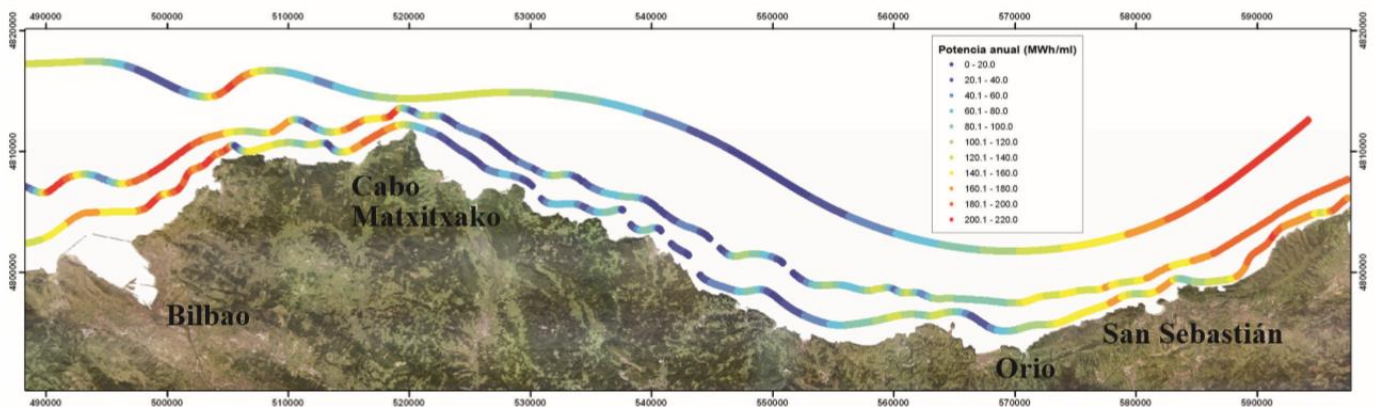 490000 500000 510000 520000 530000 540000 550000 560000 570000 580000 590000
4820000 4820000
Potencia anual (MWh/ml)
0 - 20.0
20.1 - 40.0
40.1 - 60.0
60.1 - 80.0
80.1 - 100.0
100.1 - 120.0
120.1 - 140.0
140.1 - 160.0
160.1 - 180.0
180.1 - 200.0
200.1 - 220.0
4810000 4810000
Cabo
Matxitxako
4800000 4800000
Bilbao
San Sebastián
Orio
490000 500000 510000 520000 530000 540000 550000 560000 570000 580000 590000